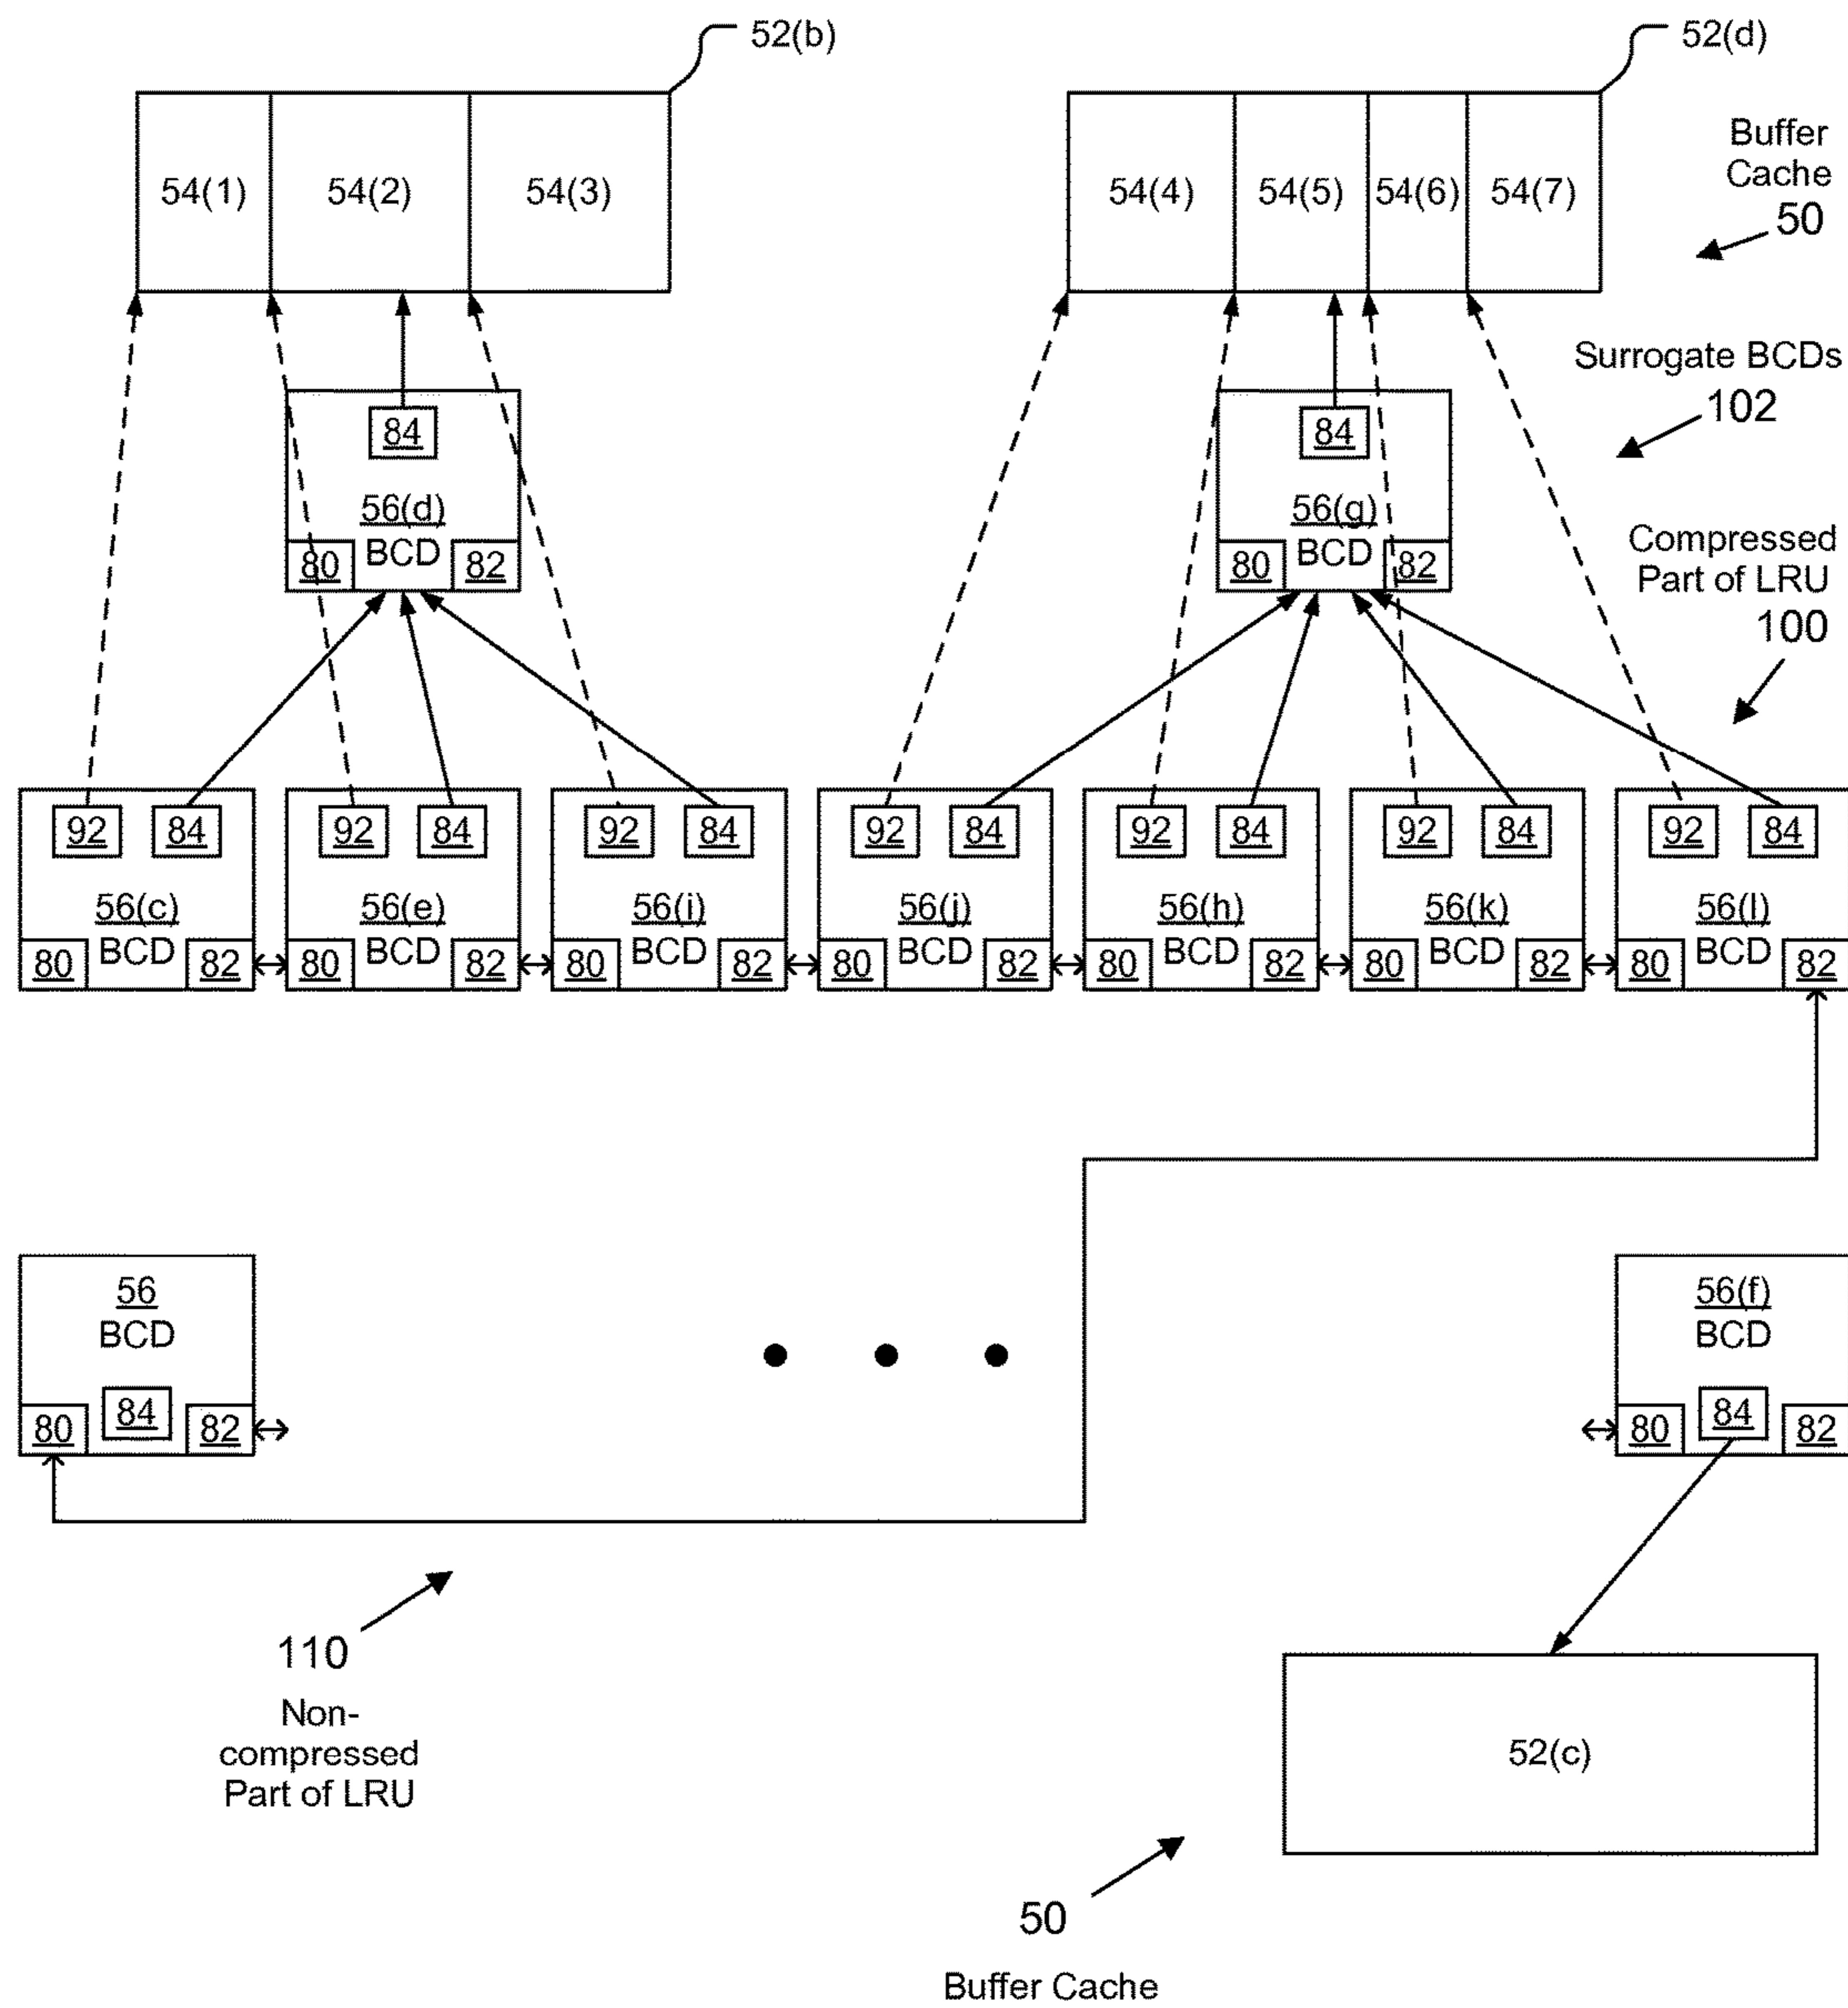 52(b)
52(d)
Buffer
Cache
50
54(1)
54(2)
54(3)
54(4)
54(5)
54(6)
54(7)
Surrogate BCDs
102
84
56(d)
BCD
80
82
84
56(g)
BCD
80
82
Compressed
Part of LRU
100
92
84
56(c)
BCD
80
82
92
84
56(e)
BCD
80
82
92
84
56(i)
BCD
80
82
92
84
56(j)
BCD
80
82
92
84
56(h)
BCD
80
82
92
84
56(k)
BCD
80
82
92
84
56(l)
BCD
80
82
56
BCD
84
80
82
56(f)
BCD
84
80
82
110
Non-
compressed
Part of LRU
52(c)
50
Buffer Cache